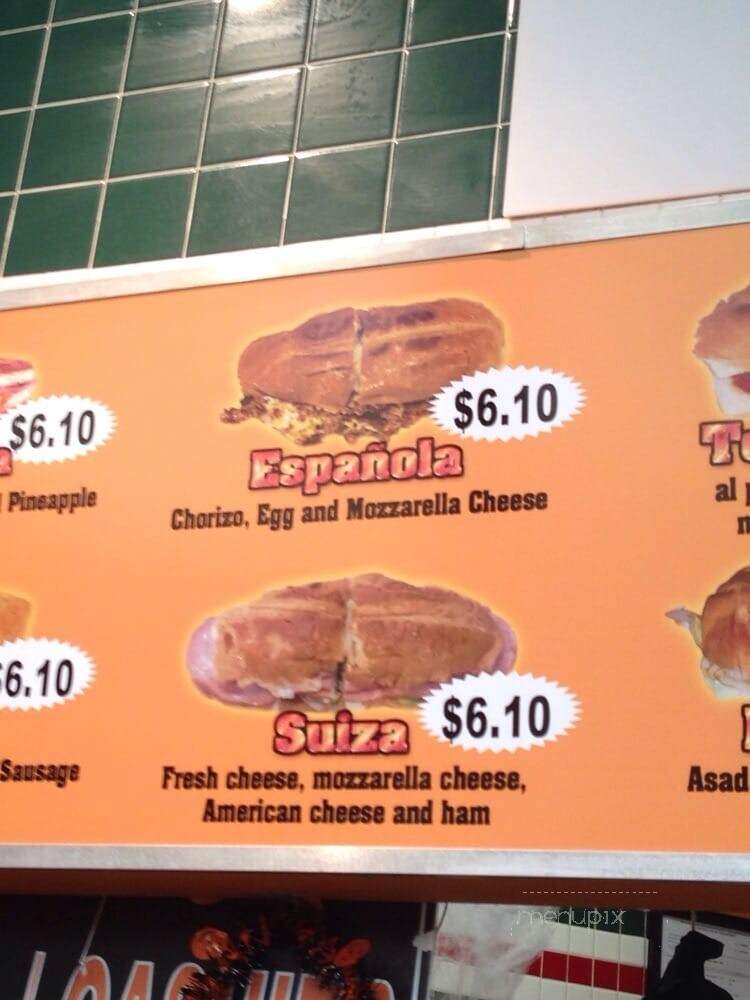 $6.10
Pineapple
$6.10
Española
Chorizo, Egg and Mozzarella Cheese
al
$6.10
Sausage
$6.10
Suiza
Fresh cheese, mozzarella cheese,
American cheese and ham
Asad
menupix